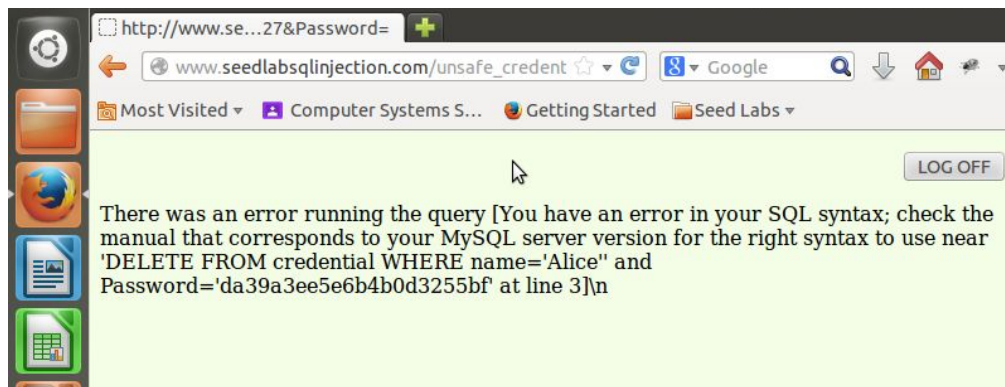 http://www.se...27&Password=
www.seedlabsqlinjection.com/unsafe_credent
Google
Most Visited
Computer Systems S...
Getting Started
Seed Labs
LOG OFF
There was an error running the query [You have an error in your SQL syntax; check the
manual that corresponds to your MySQL server version for the right syntax to use near
'DELETE FROM credential WHERE name='Alice'' and
Password='da39a3ee5e6b4b0d3255bf' at line 3]\n